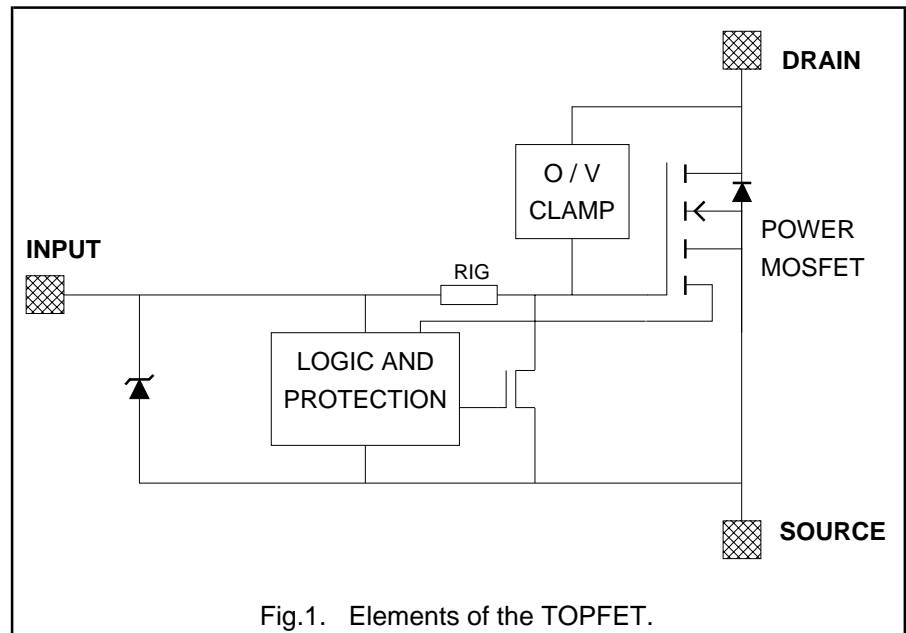 DRAIN
O / V
CLAMP
POWER
MOSFET
INPUT
RIG
LOGIC AND
PROTECTION
SOURCE
Fig.1. Elements of the TOPFET.